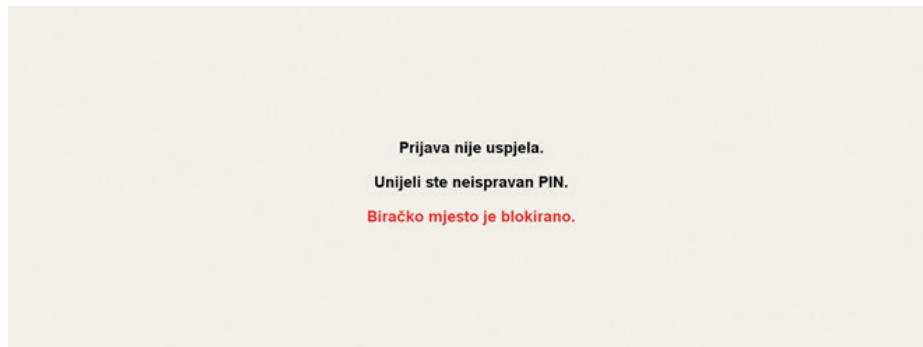 Prijava nije uspjela.
Unijeli ste neispravan PIN.
Biračko mjesto je blokirano.